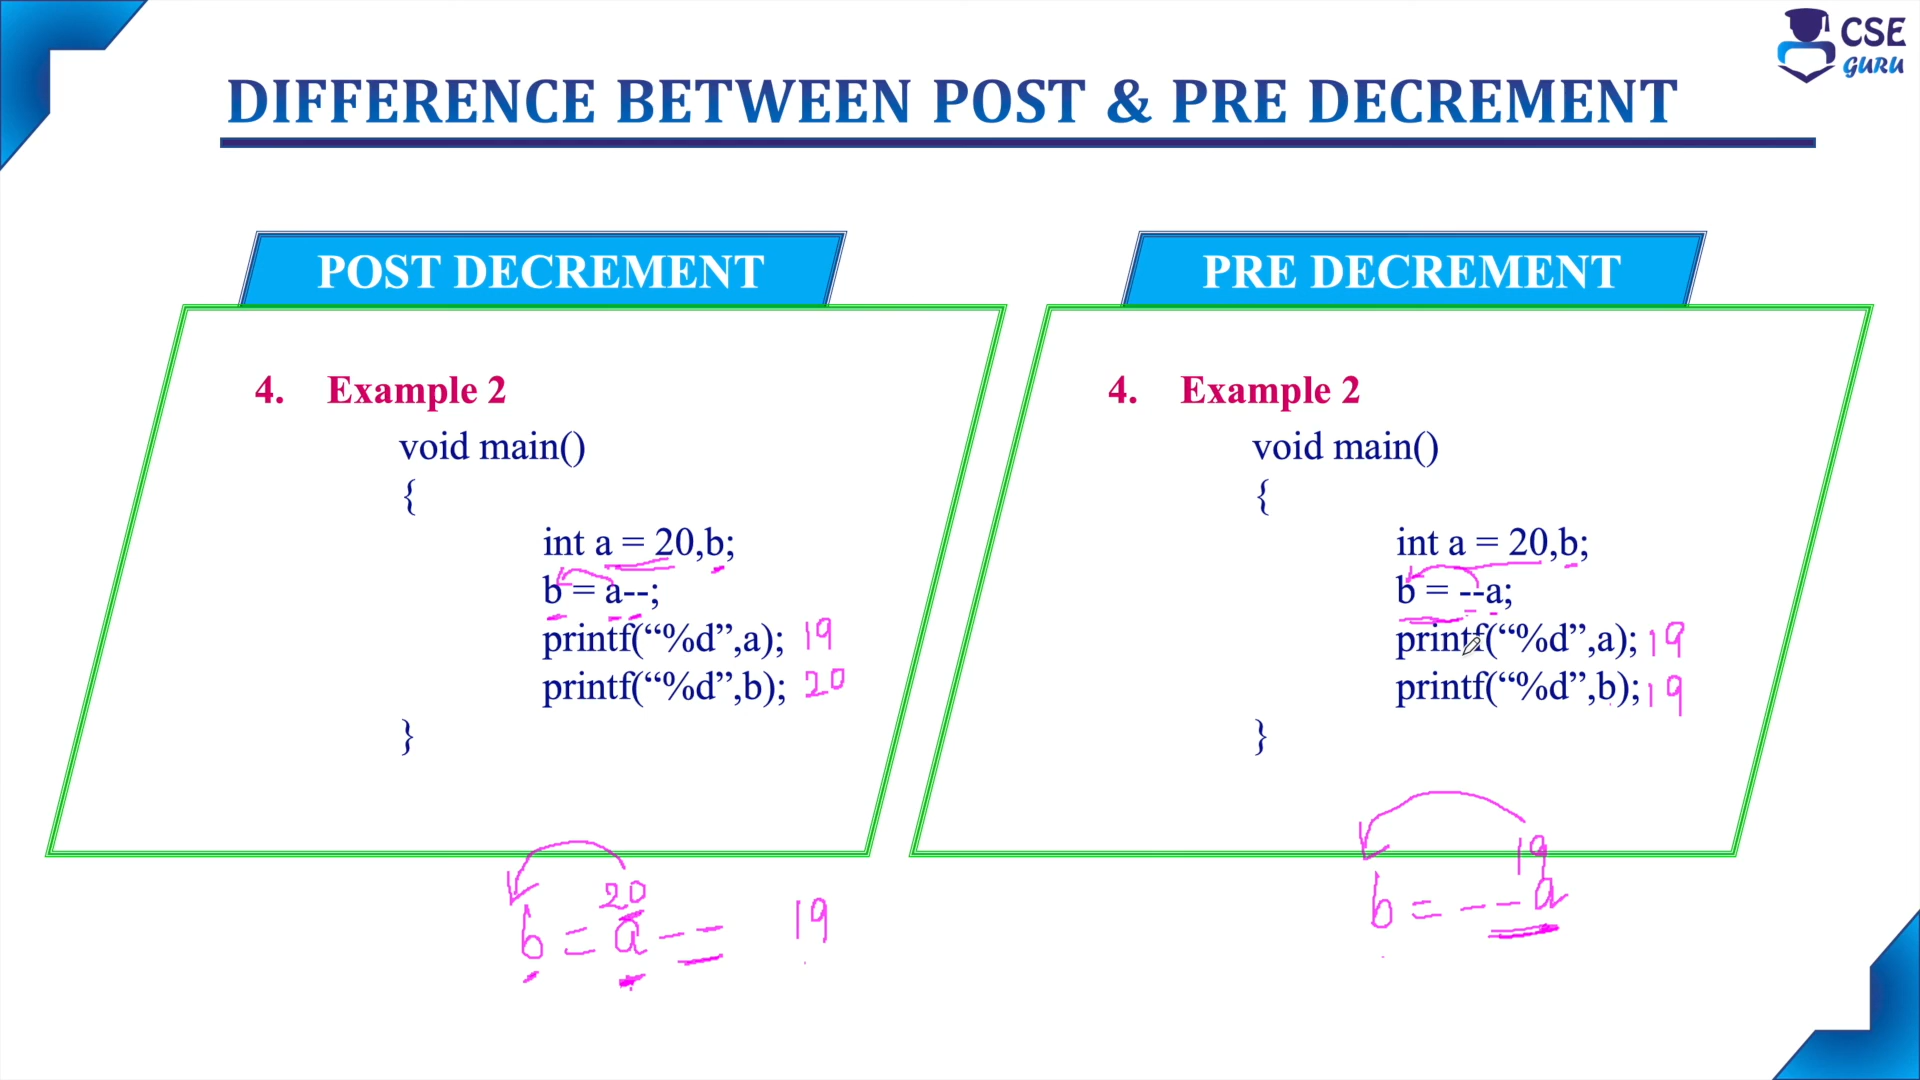 CSE
GURU
DIFFERENCE BETWEEN POST & PRE DECREMENT
POST DECREMENT
4. Example 2
void main()
{
int a = 20,b;
b = a--;
printf(“%d”,a); 19
printf(“%d”,b); 20
}
b = a-- 19
20
PRE DECREMENT
4. Example 2
void main()
{
int a = 20,b;
b = --a;
printf(“%d”,a); 19
printf(“%d”,b); 19
}
19
b = --a